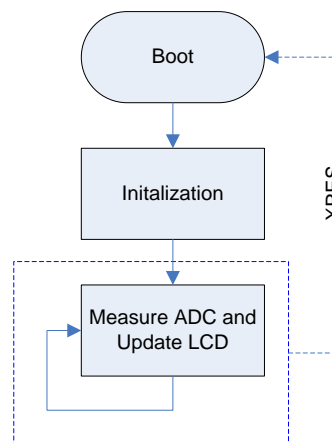 Boot
Initalization
Measure ADC and
Update LCD